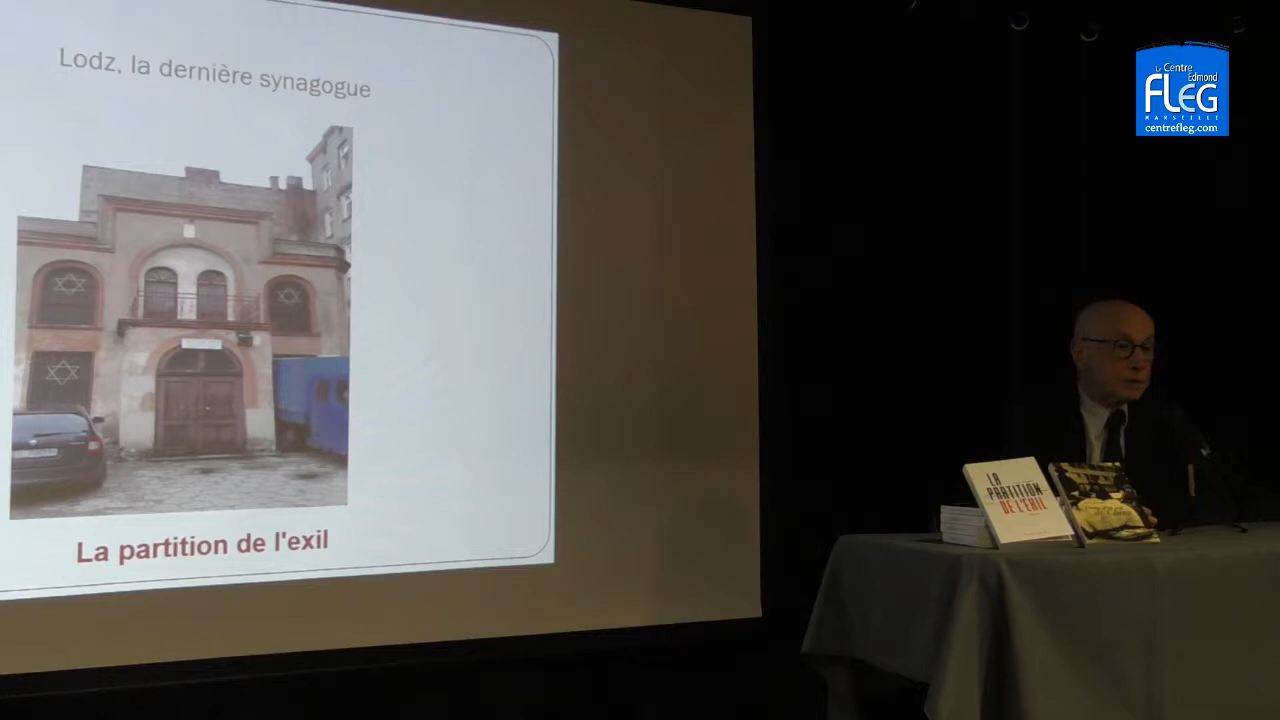 Lodz, la dernière synagogue
La partition de l'exil
Le Centre
Edmond
FLEG
MARSEILLE
centrefleg.com
LA
PARTITION
DE L'EXIL